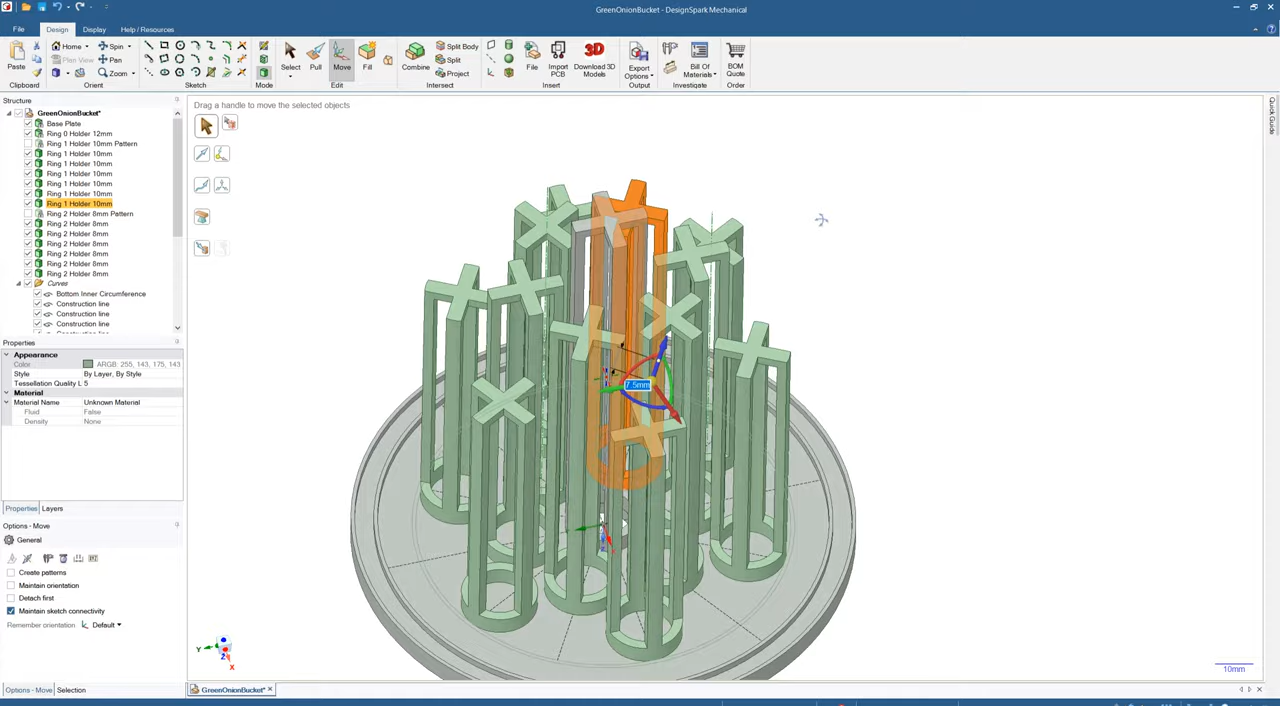 GreenOnionBucket - DesignSpark Mechanical
File
Design
Display
Help / Resources
Paste
Clipboard
Home
Spin
Plan View
Pan
Zoom
Orient
Sketch
Mode
Select
Pull
Move
Fill
Edit
Combine
Split Body
Split
Project
Intersect
File
Import PCB
3D
Download 3D Models
Insert
Export Options
Output
Bill Of Materials
Investigate
BOM Quote
Order
Structure
GreenOnionBucket*
Base Plate
Ring 0 Holder 12mm
Ring 1 Holder 10mm Pattern
Ring 1 Holder 10mm
Ring 1 Holder 10mm
Ring 1 Holder 10mm
Ring 1 Holder 10mm
Ring 1 Holder 10mm
Ring 1 Holder 10mm
Ring 2 Holder 8mm Pattern
Ring 2 Holder 8mm
Ring 2 Holder 8mm
Ring 2 Holder 8mm
Ring 2 Holder 8mm
Ring 2 Holder 8mm
Ring 2 Holder 8mm
Curves
Bottom Inner Circumference
Construction line
Construction line
Construction line
Properties
Appearance
Color ARGB: 255, 143, 175, 143
Style By Layer, By Style
Tessellation Quality L 5
Material
Material Name Unknown Material
Fluid False
Density None
Properties Layers
Options - Move
General
Create patterns
Maintain orientation
Detach first
Maintain sketch connectivity
Remember orientation Default
Options - Move Selection
Drag a handle to move the selected objects
7.5mm
Y
Z
X
10mm
GreenOnionBucket*
Quick Guide